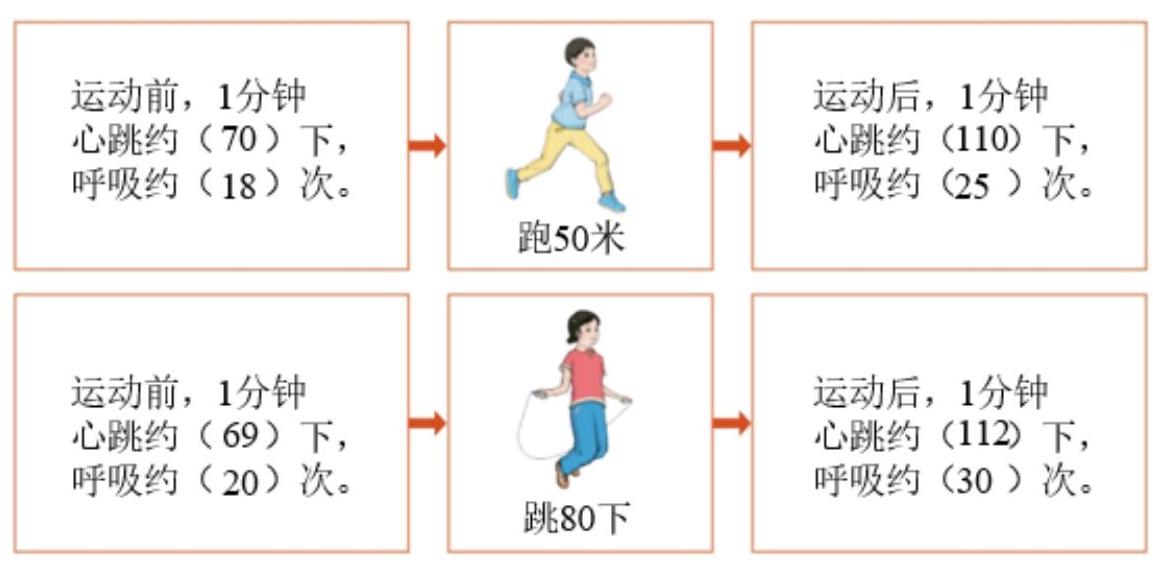 运动前，1分钟
心跳约（70）下，
呼吸约（18）次。
跑50米
运动后，1分钟
心跳约（110）下，
呼吸约（25）次。
运动前，1分钟
心跳约（69）下，
呼吸约（20）次。
跳80下
运动后，1分钟
心跳约（112）下，
呼吸约（30）次。